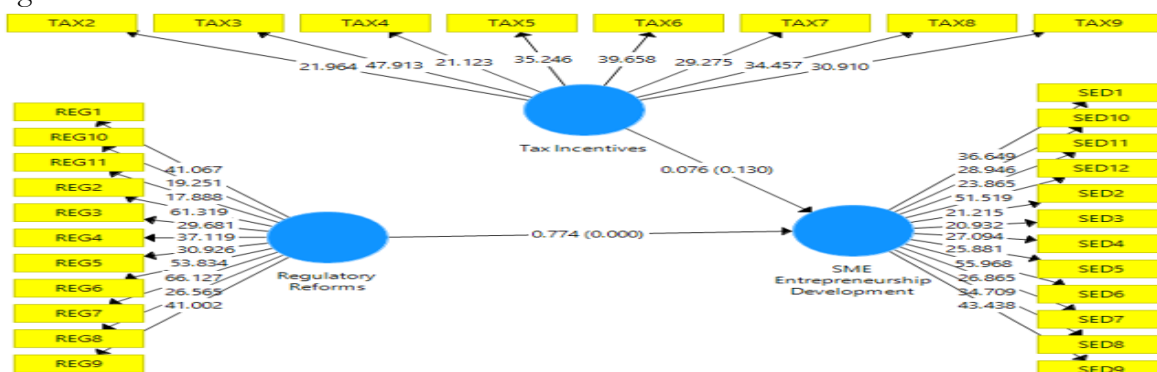 TAX2 TAX3 TAX4 TAX5 TAX6 TAX7 TAX8 TAX9
21.964 47.913 21.123 35.246 39.658 29.275 34.457 30.910
Tax Incentives
REG1
REG10
REG11
REG2
REG3
REG4
REG5
REG6
REG7
REG8
REG9
41.067
19.251
17.888
61.319
29.681
37.119
30.926
53.834
66.127
26.565
41.002
Regulatory
Reforms
0.076 (0.130)
0.774 (0.000)
SME
Entrepreneurship
Development
36.649
28.946
23.865
51.519
21.215
20.932
27.094
25.881
55.968
26.865
34.709
43.438
SED1
SED10
SED11
SED12
SED2
SED3
SED4
SED5
SED6
SED7
SED8
SED9